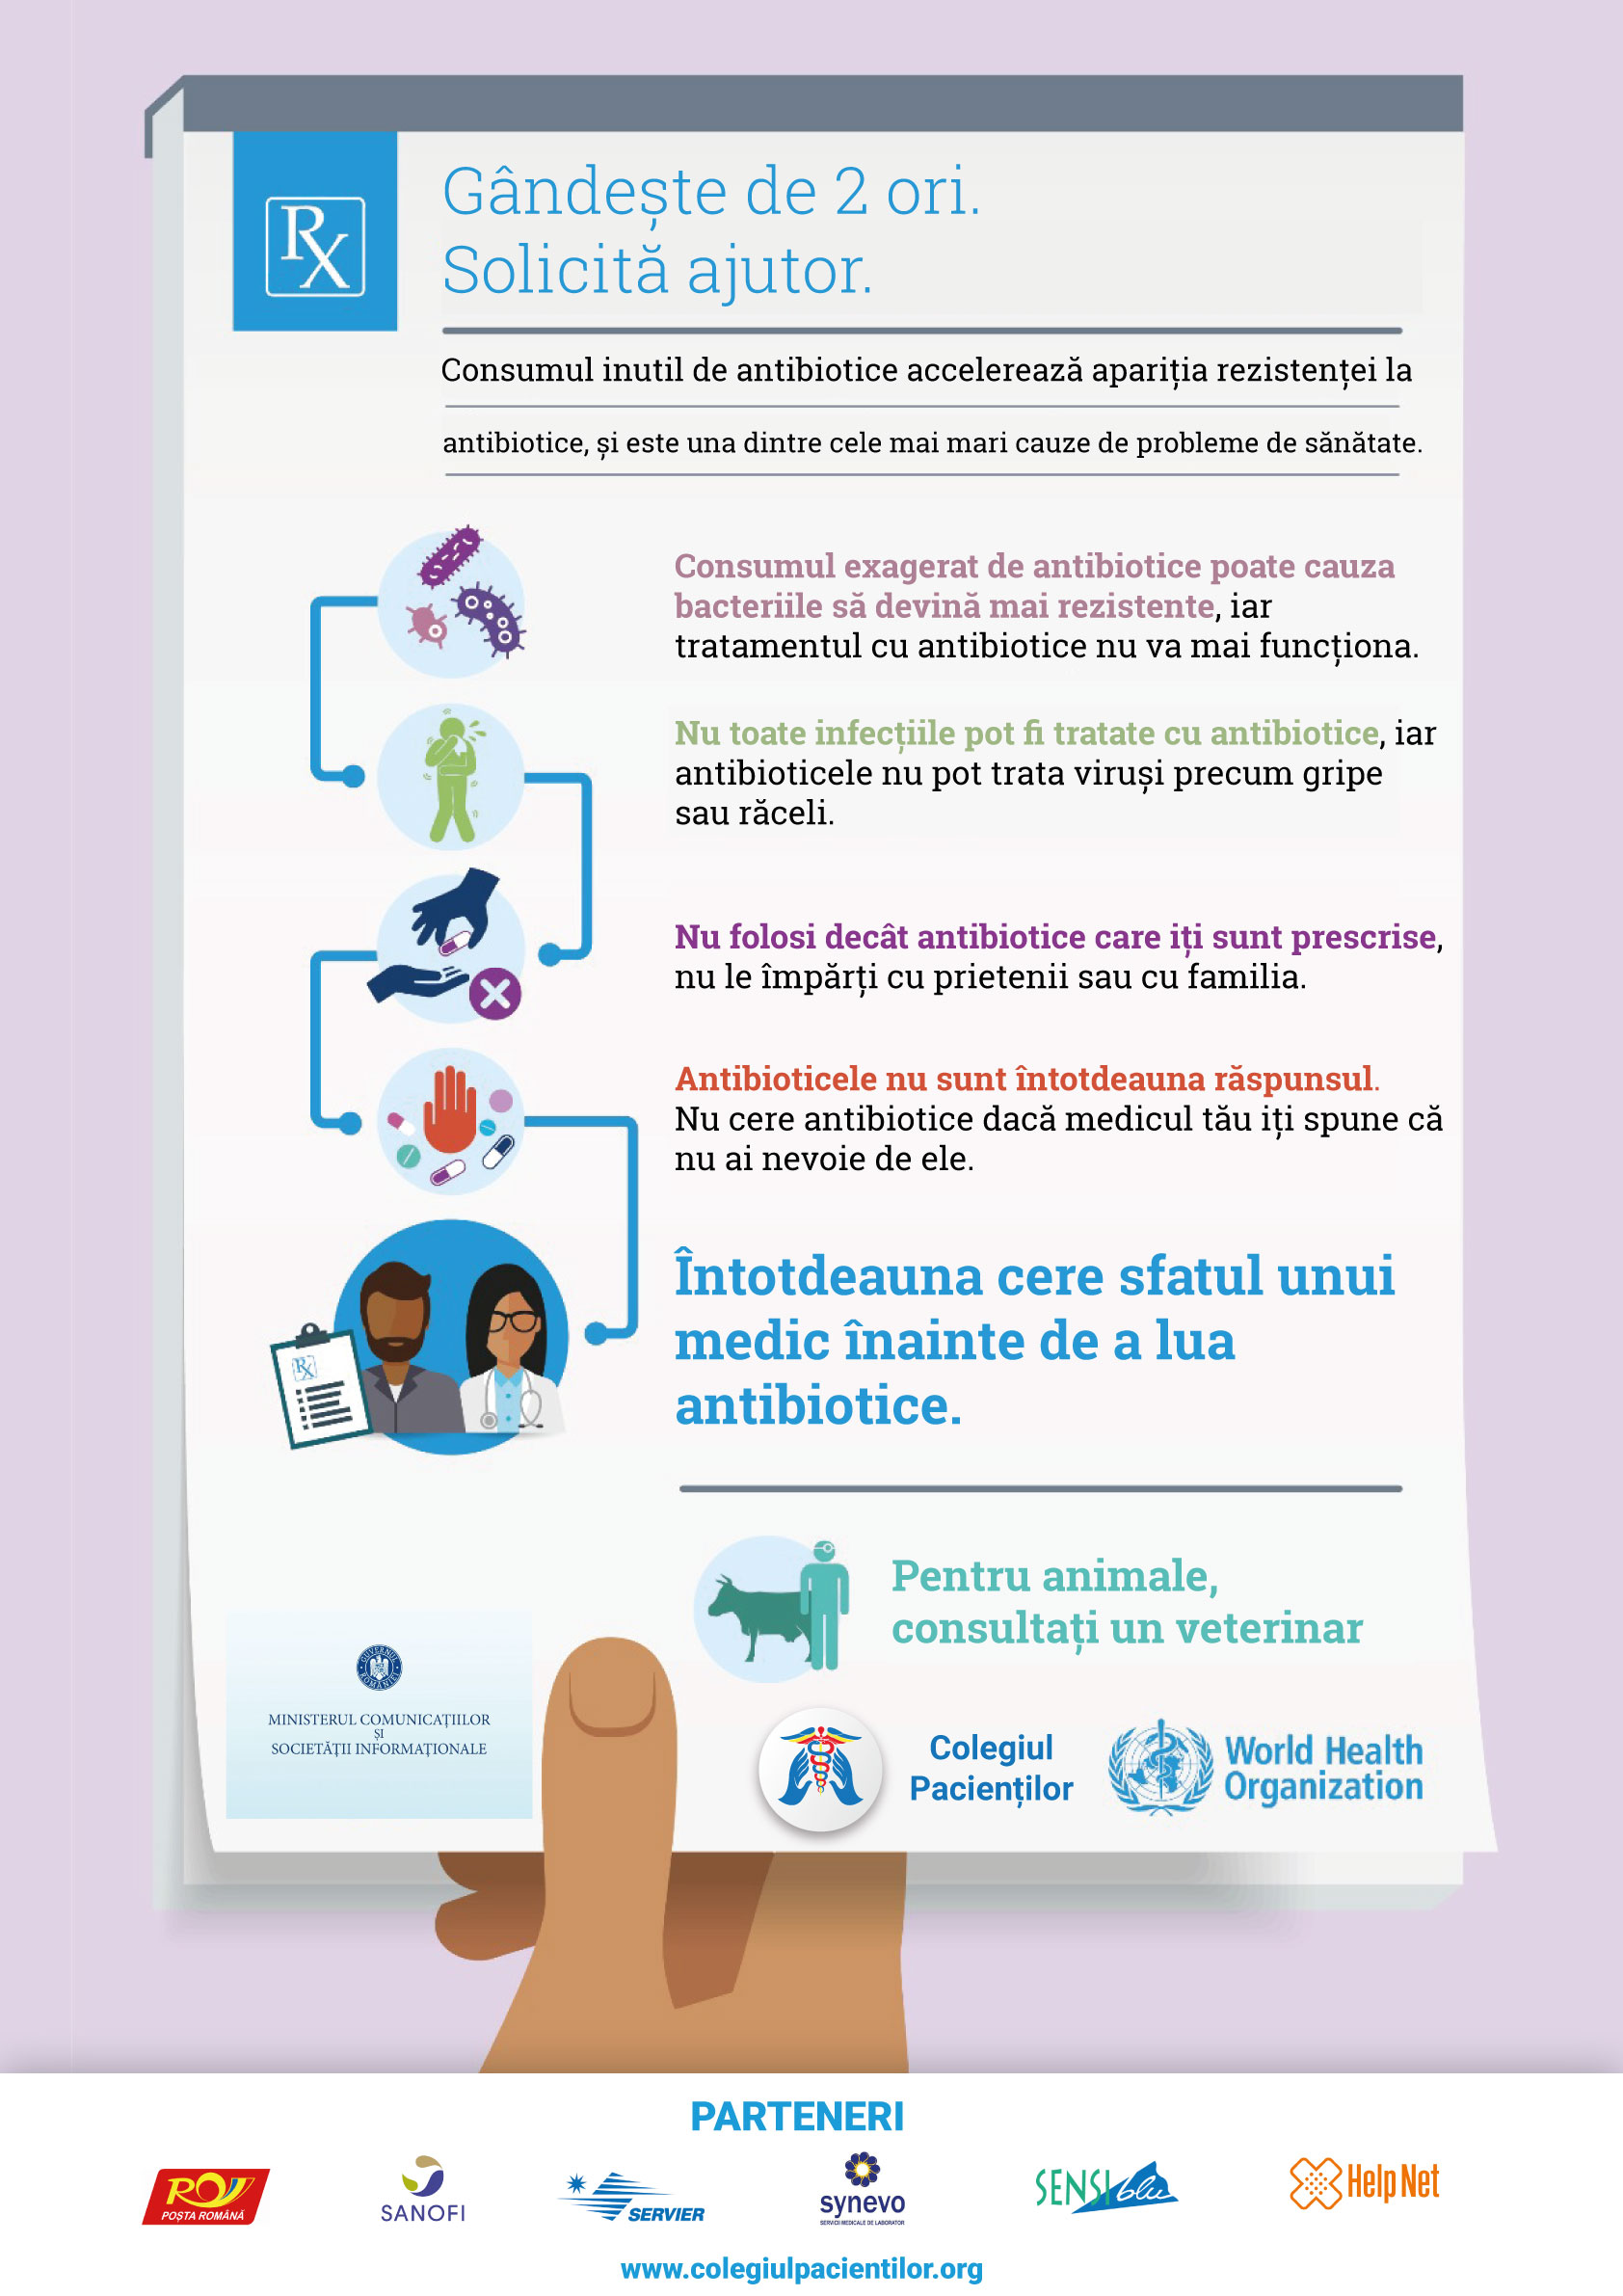 Rx
Gândește de 2 ori.
Solicită ajutor.
Consumul inutil de antibiotice accelerează apariția rezistenței la
antibiotice, și este una dintre cele mai mari cauze de probleme de sănătate.
Consumul exagerat de antibiotice poate cauza
bacteriile să devină mai rezistente, iar
tratamentul cu antibiotice nu va mai funcționa.
Nu toate infecțiile pot fi tratate cu antibiotice, iar
antibioticele nu pot trata viruși precum gripe
sau răceli.
Nu folosi decât antibiotice care iți sunt prescrise,
nu le împărți cu prietenii sau cu familia.
Antibioticele nu sunt întotdeauna răspunsul.
Nu cere antibiotice dacă medicul tău iți spune că
nu ai nevoie de ele.
Rx
Întotdeauna cere sfatul unui
medic înainte de a lua
antibiotice.
Pentru animale,
consultați un veterinar
GUVERNUL ROMÂNIEI
MINISTERUL COMUNICAȚIILOR
ȘI
SOCIETĂȚII INFORMAȚIONALE
Colegiul
Pacienților
World Health
Organization
PARTENERI
POȘTA ROMÂNĂ
SANOFI
SERVIER
synevo
SERVICII MEDICALE DE LABORATOR
SENSIblu
Help Net
www.colegiulpacientilor.org